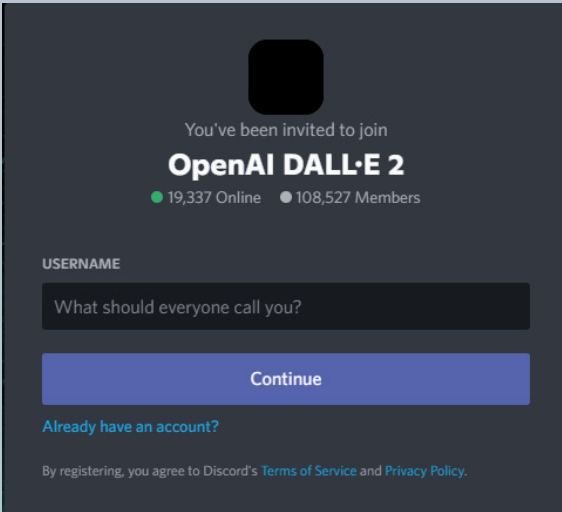 You've been invited to join
OpenAI DALL·E 2
19,337 Online 108,527 Members
USERNAME
What should everyone call you?
Continue
Already have an account?
By registering, you agree to Discord's Terms of Service and Privacy Policy.